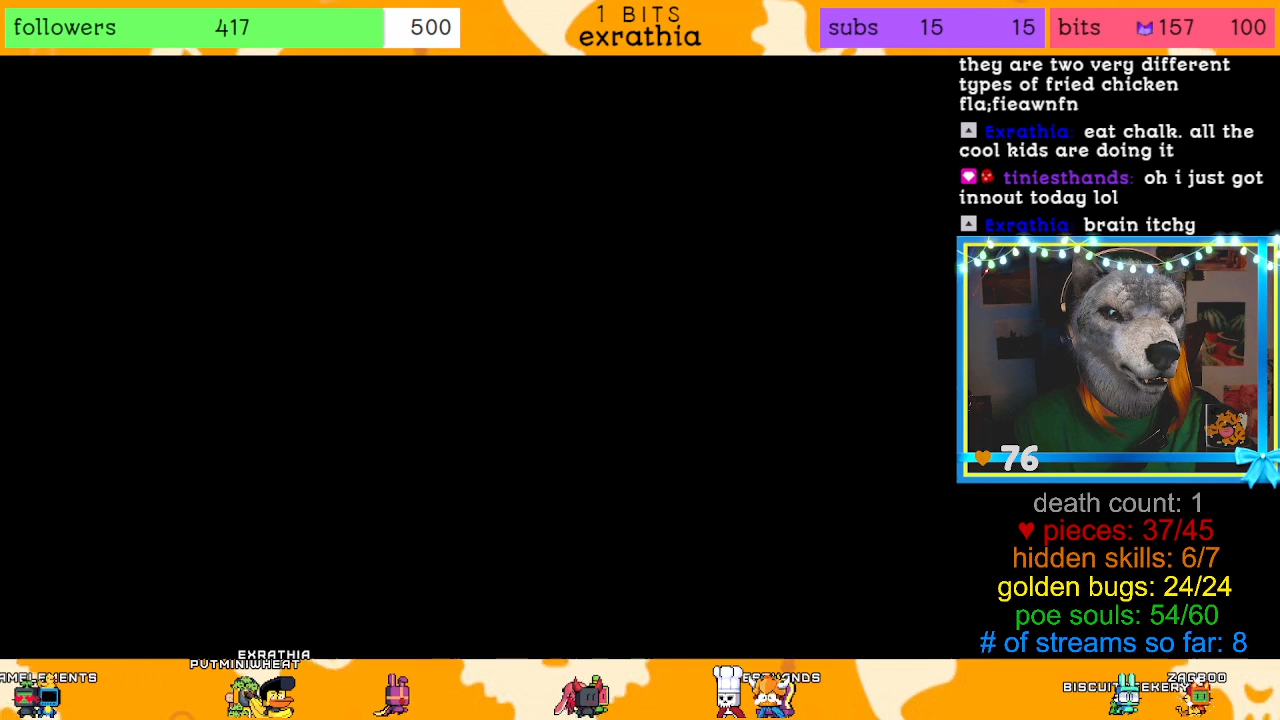 followers 417 500
1 BITS
exrathia
subs 15 15
bits 157 100
they are two very different
types of fried chicken
fla;fieawnfn
Exrathia: eat chalk. all the
cool kids are doing it
tiniesthands: oh i just got
innout today lol
Exrathia: brain itchy
76
death count: 1
♥ pieces: 37/45
hidden skills: 6/7
golden bugs: 24/24
poe souls: 54/60
# of streams so far: 8
EXRATHIA
PUTMINIWHEAT
ZAGBOO